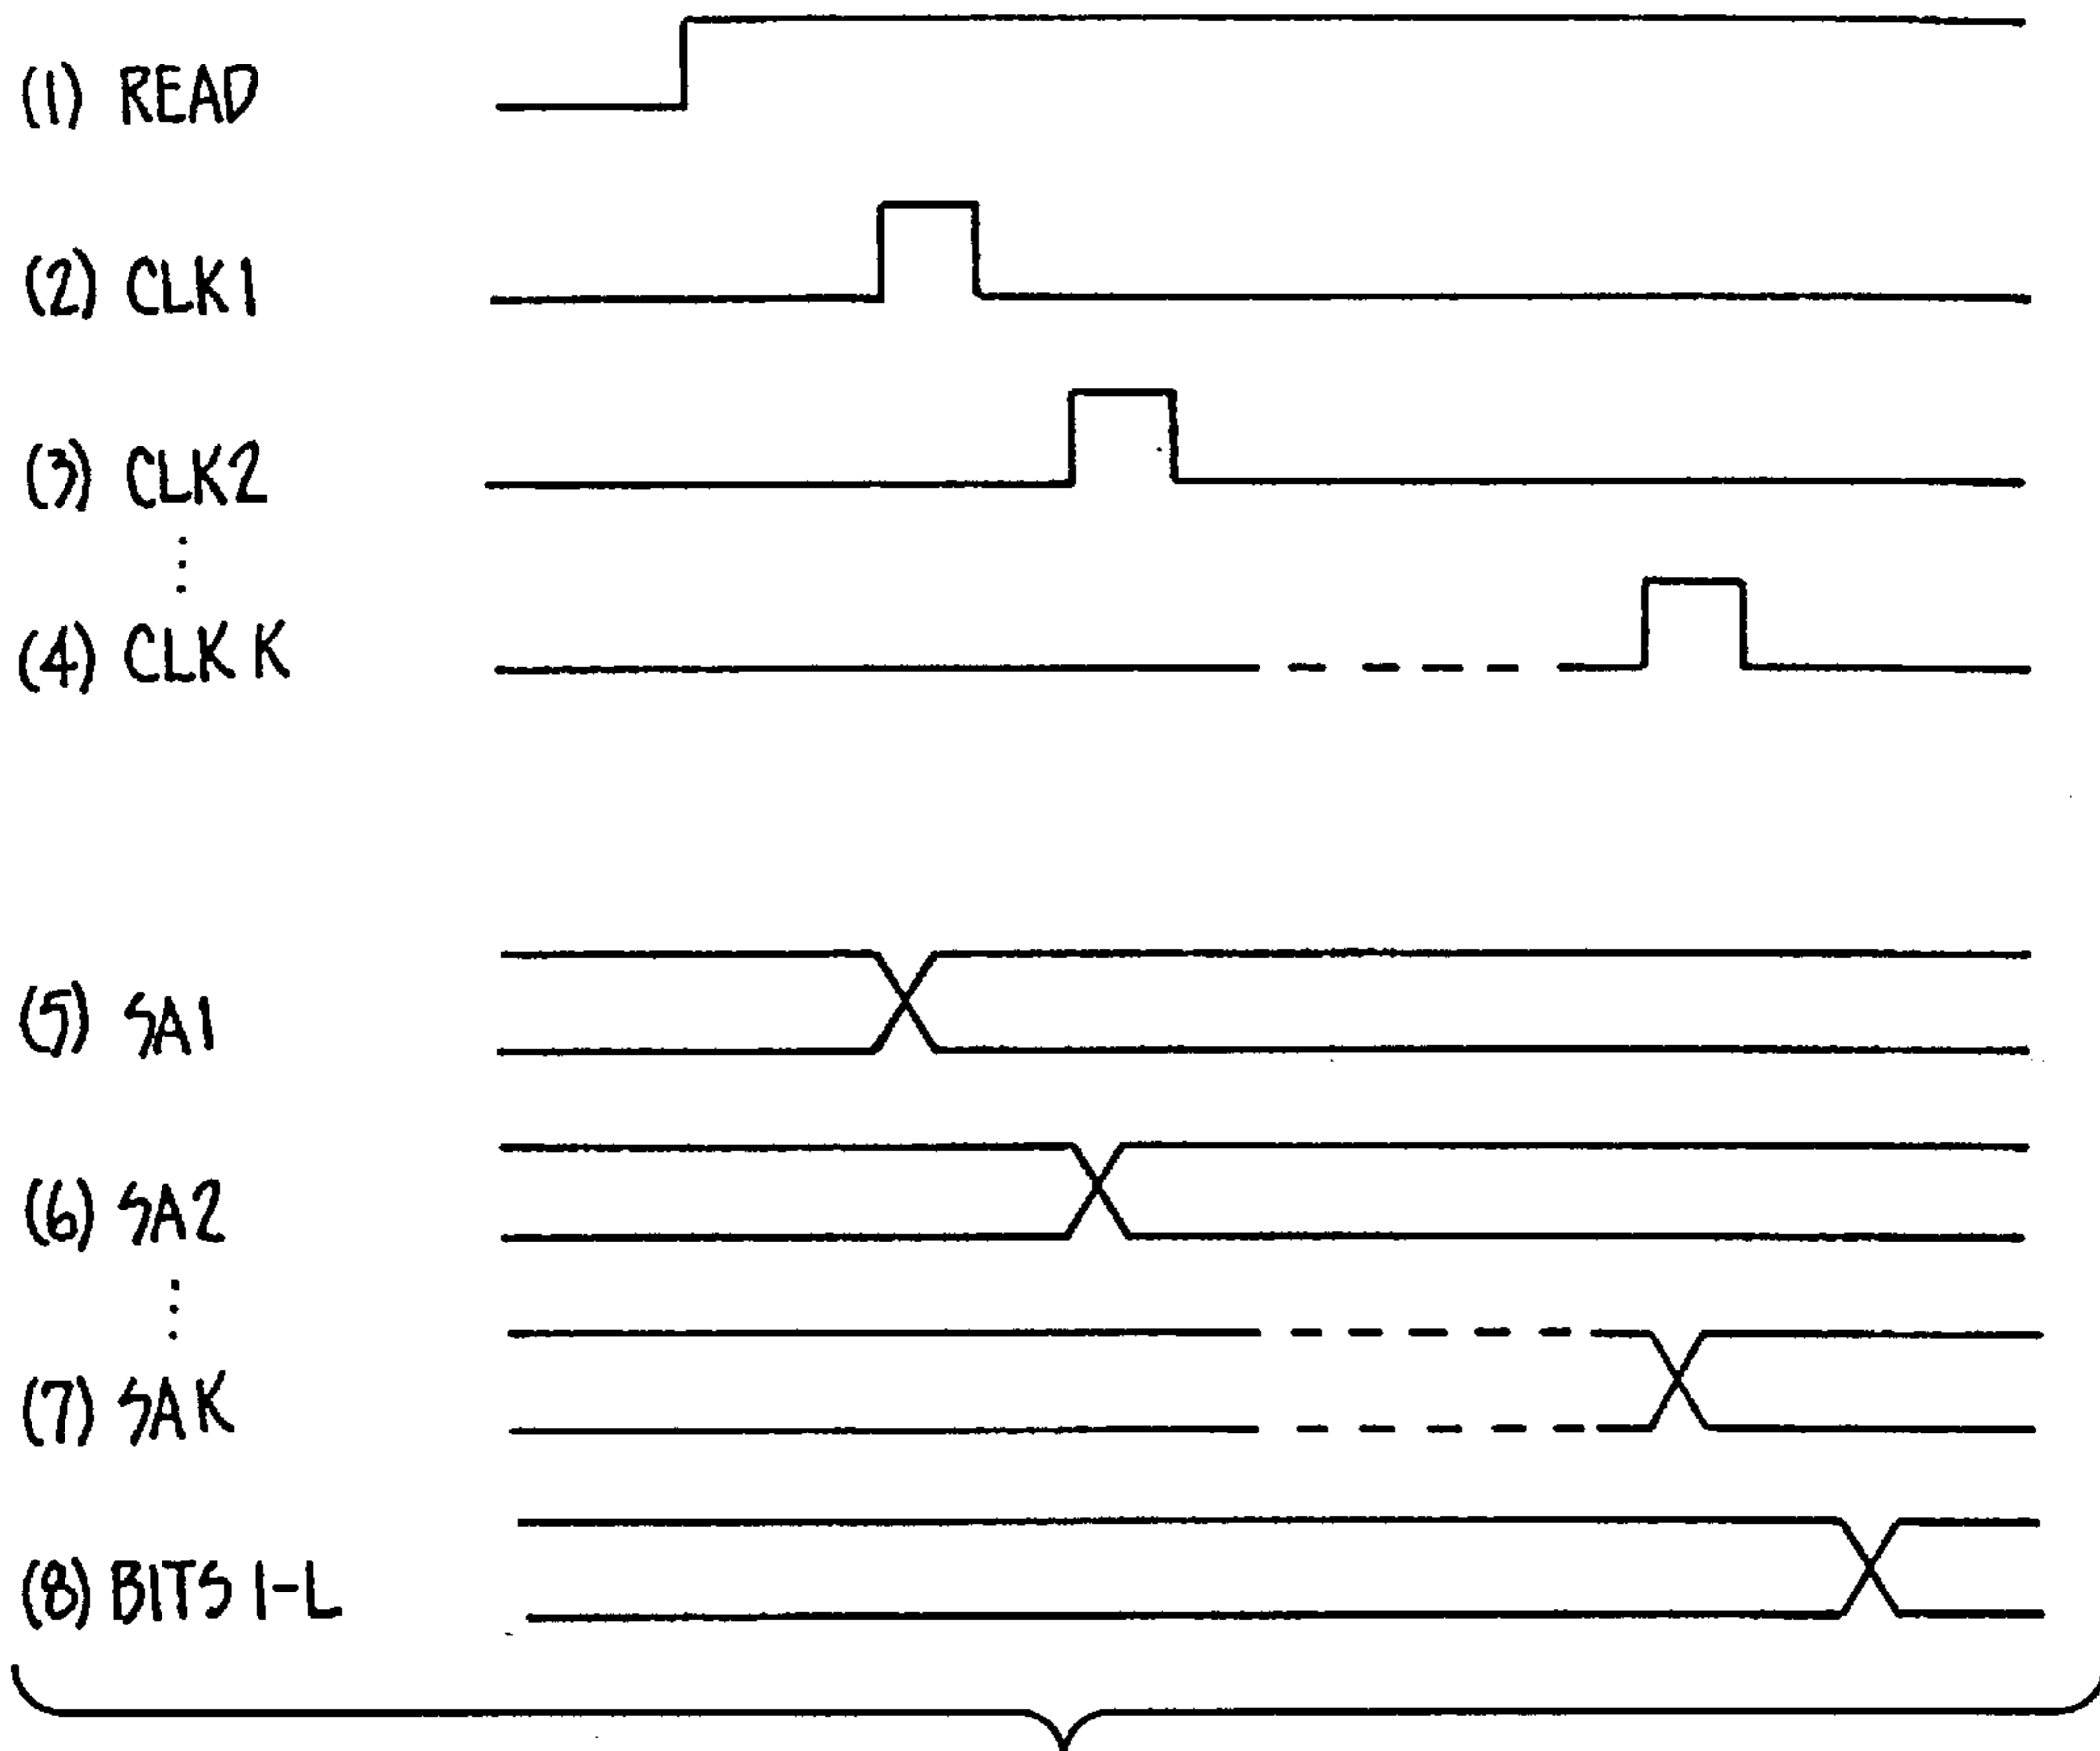 (1) READ
(2) CLK1
(3) CLK2
(4) CLK K
(5) SA1
(6) SA2
(7) SAK
(8) BITS 1-L